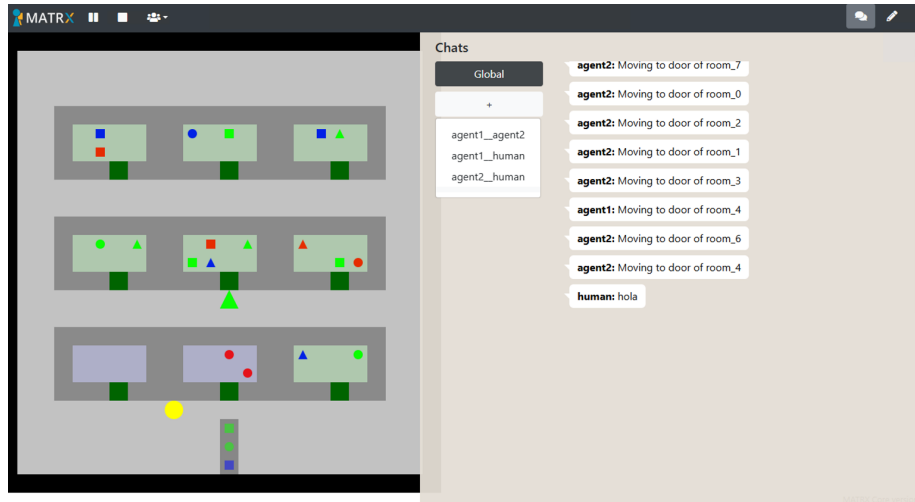 MATRX
Chats
Global
+
agent1__agent2
agent1__human
agent2__human
agent2: Moving to door of room_7
agent2: Moving to door of room_0
agent2: Moving to door of room_2
agent2: Moving to door of room_1
agent2: Moving to door of room_3
agent1: Moving to door of room_4
agent2: Moving to door of room_6
agent2: Moving to door of room_4
human: hola